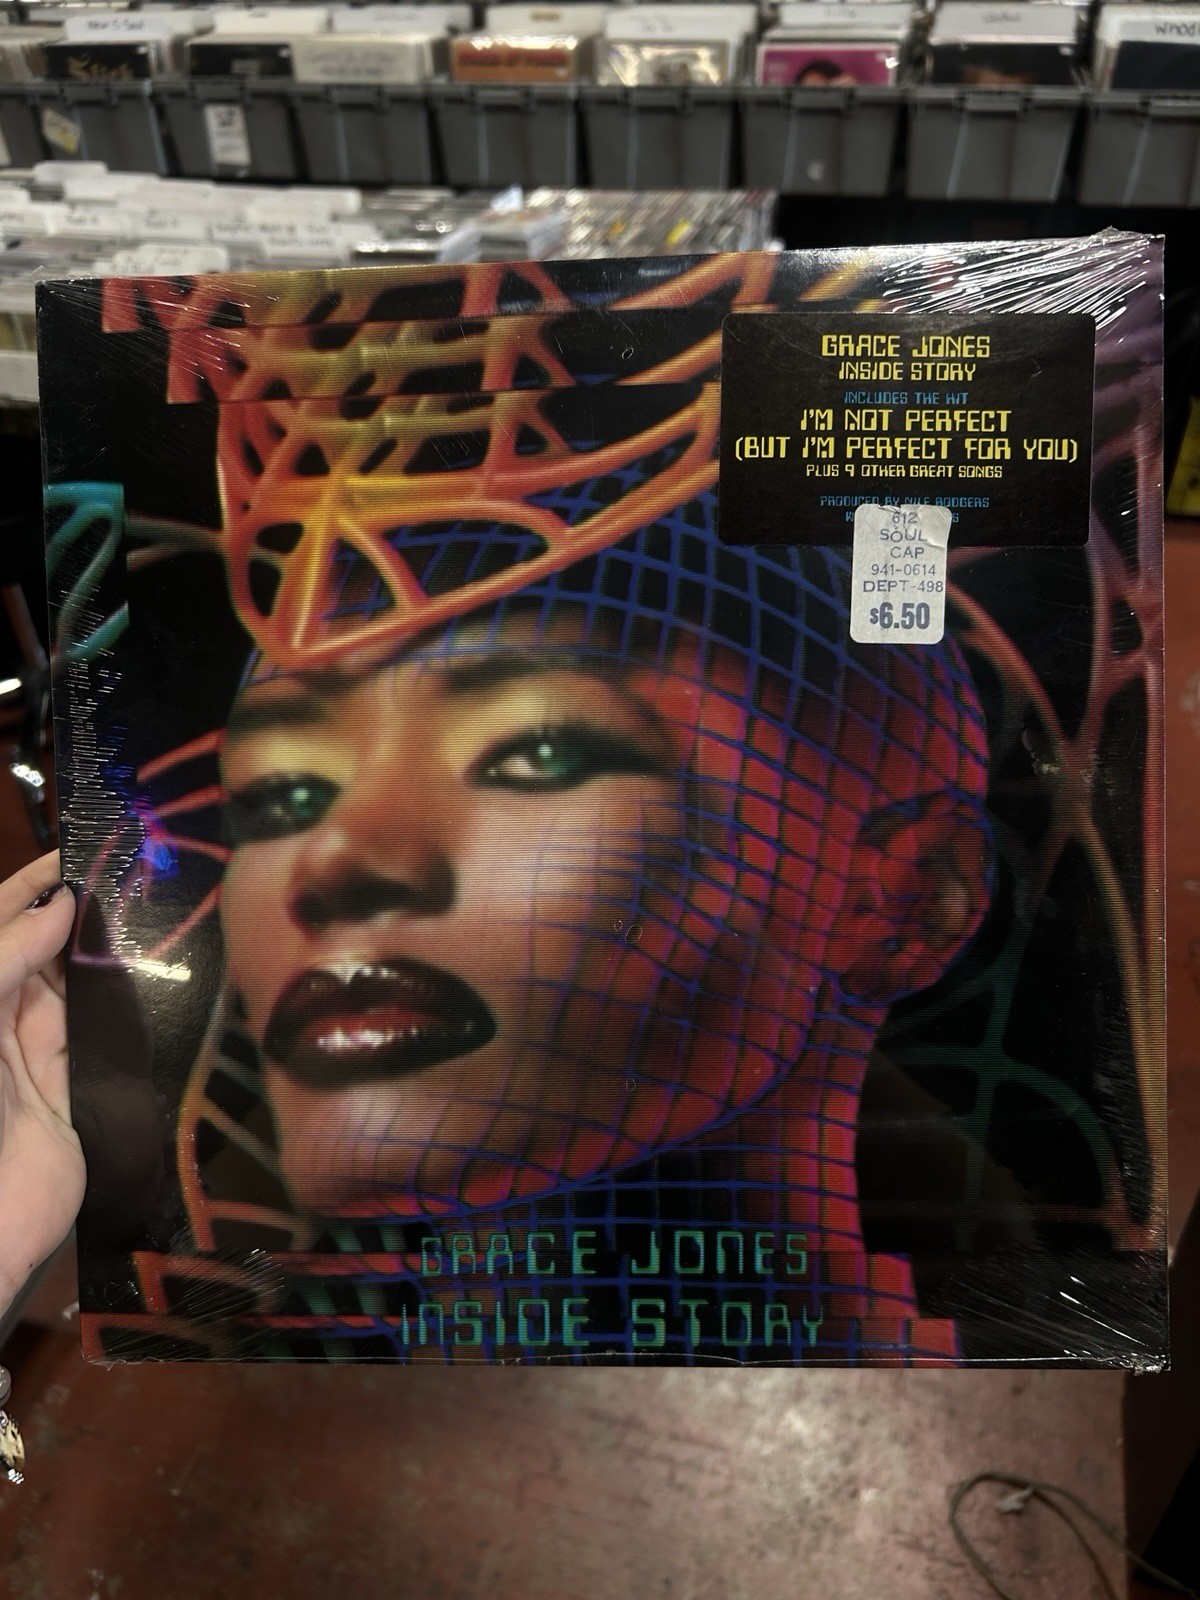 GRACE JONES
INSIDE STORY
INCLUDES THE HIT
I'M NOT PERFECT
(BUT I'M PERFECT FOR YOU)
PLUS 9 OTHER GREAT SONGS
PRODUCED BY NILE RODGERS
612
SOUL
CAP
941-0614
DEPT-498
$6.50
GRACE JONES
INSIDE STORY